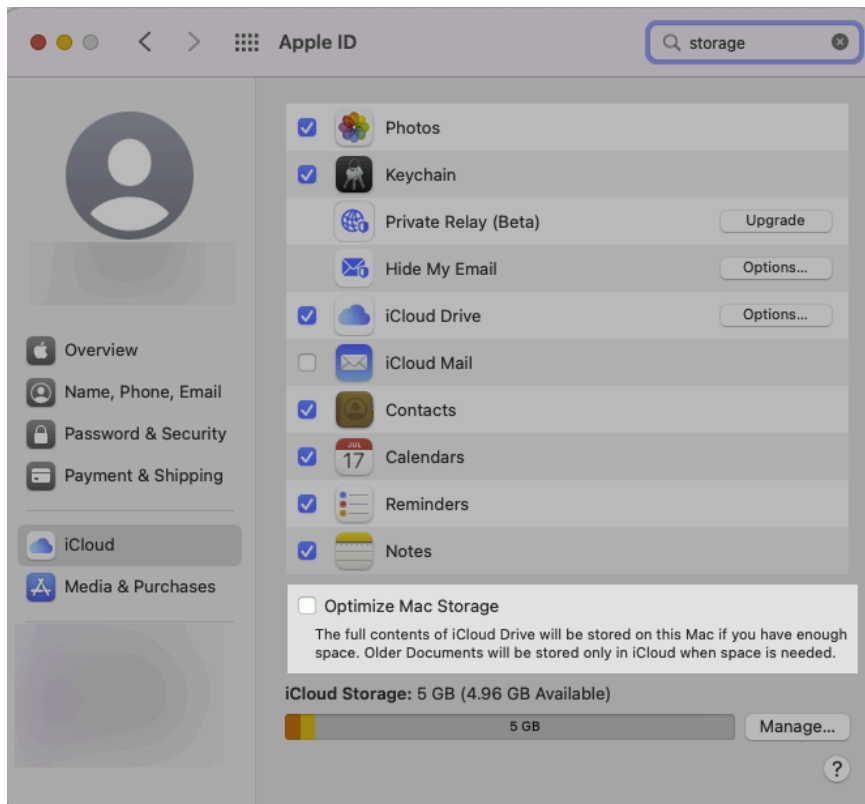 Apple ID
storage
Photos
Keychain
Private Relay (Beta)
Upgrade
Hide My Email
Options...
iCloud Drive
Options...
iCloud Mail
Contacts
JUL
17
Calendars
Reminders
Notes
Overview
Name, Phone, Email
Password & Security
Payment & Shipping
iCloud
Media & Purchases
Optimize Mac Storage
The full contents of iCloud Drive will be stored on this Mac if you have enough
space. Older Documents will be stored only in iCloud when space is needed.
iCloud Storage: 5 GB (4.96 GB Available)
5 GB
Manage...
?